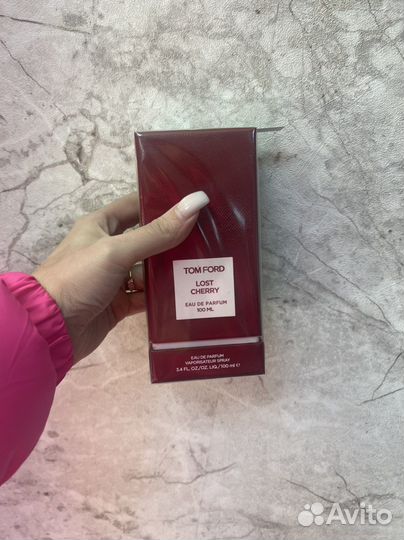 TOM FORD
LOST
CHERRY
EAU DE PARFUM
100 ML
EAU DE PARFUM
VAPORISATEUR SPRAY
3.4 FL. OZ./OZ. LIQ./100 ml e
Avito